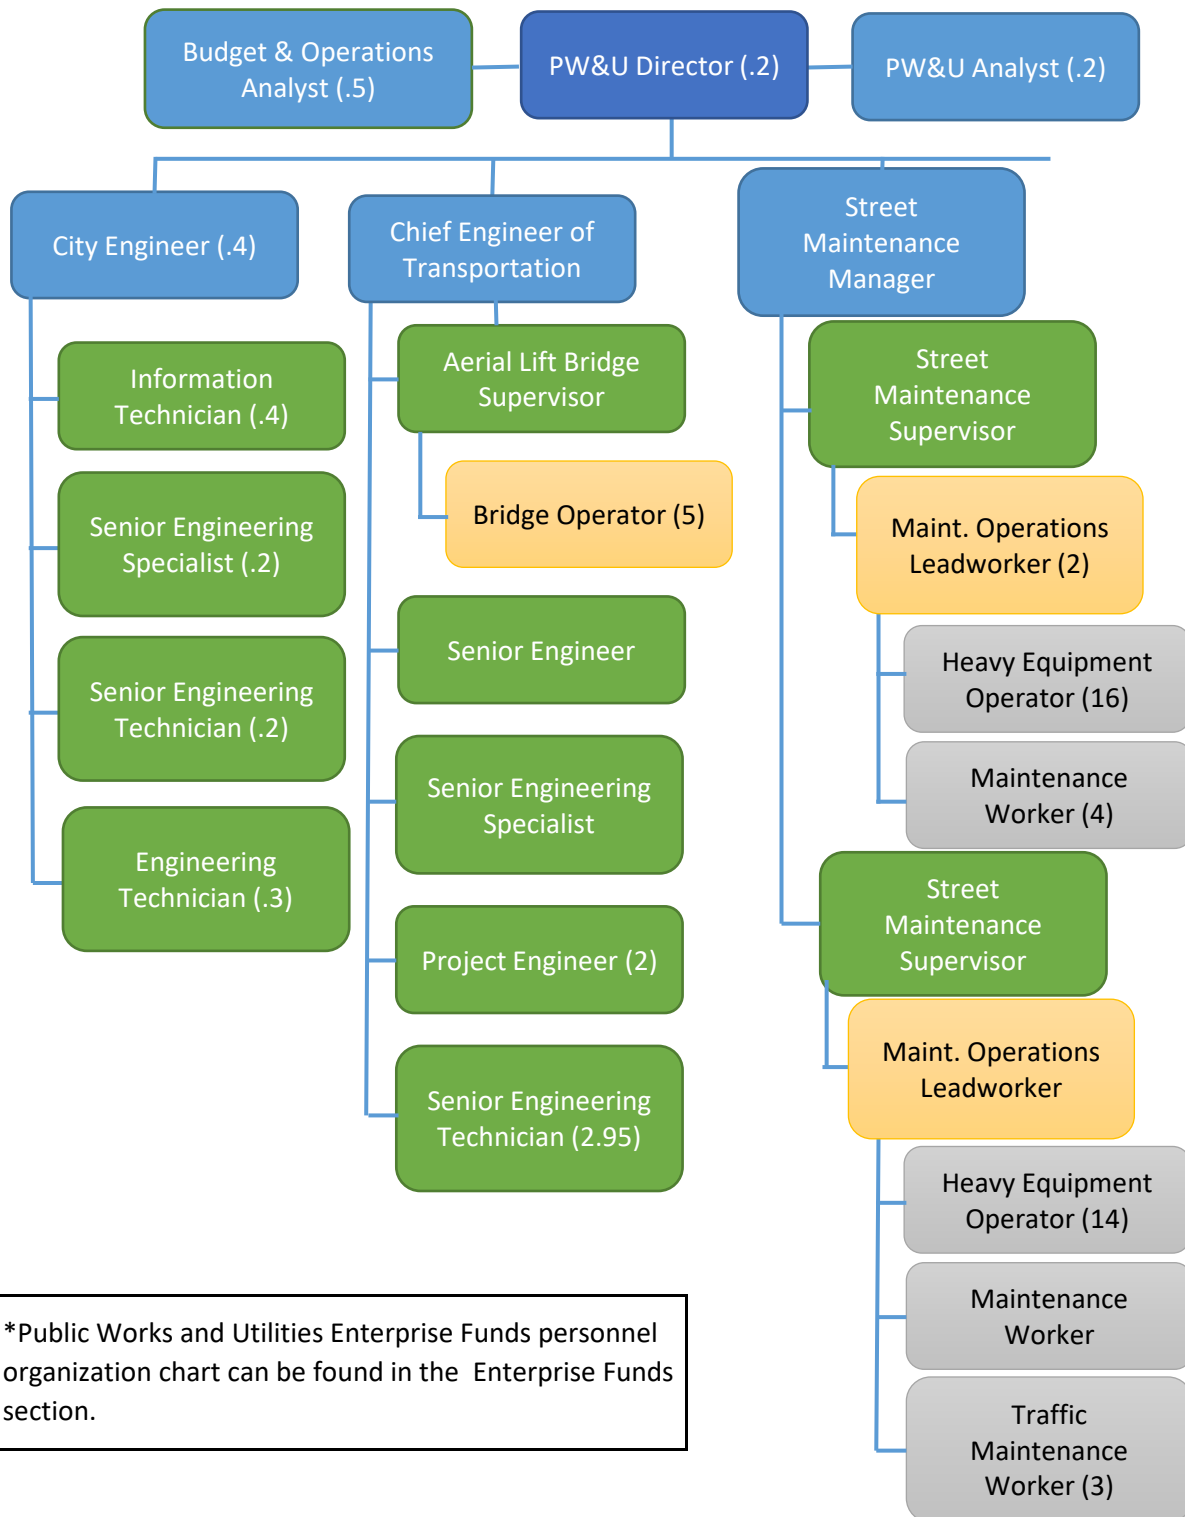 Budget & Operations
Analyst (.5)
PW&U Director (.2)
PW&U Analyst (.2)
City Engineer (.4)
Information
Technician (.4)
Senior Engineering
Specialist (.2)
Senior Engineering
Technician (.2)
Engineering
Technician (.3)
Chief Engineer of
Transportation
Aerial Lift Bridge
Supervisor
Bridge Operator (5)
Senior Engineer
Senior Engineering
Specialist
Project Engineer (2)
Senior Engineering
Technician (2.95)
Street
Maintenance
Manager
Street
Maintenance
Supervisor
Maint. Operations
Leadworker (2)
Heavy Equipment
Operator (16)
Maintenance
Worker (4)
Street
Maintenance
Supervisor
Maint. Operations
Leadworker
Heavy Equipment
Operator (14)
Maintenance
Worker
Traffic
Maintenance
Worker (3)
*Public Works and Utilities Enterprise Funds personnel
organization chart can be found in the  Enterprise Funds
section.